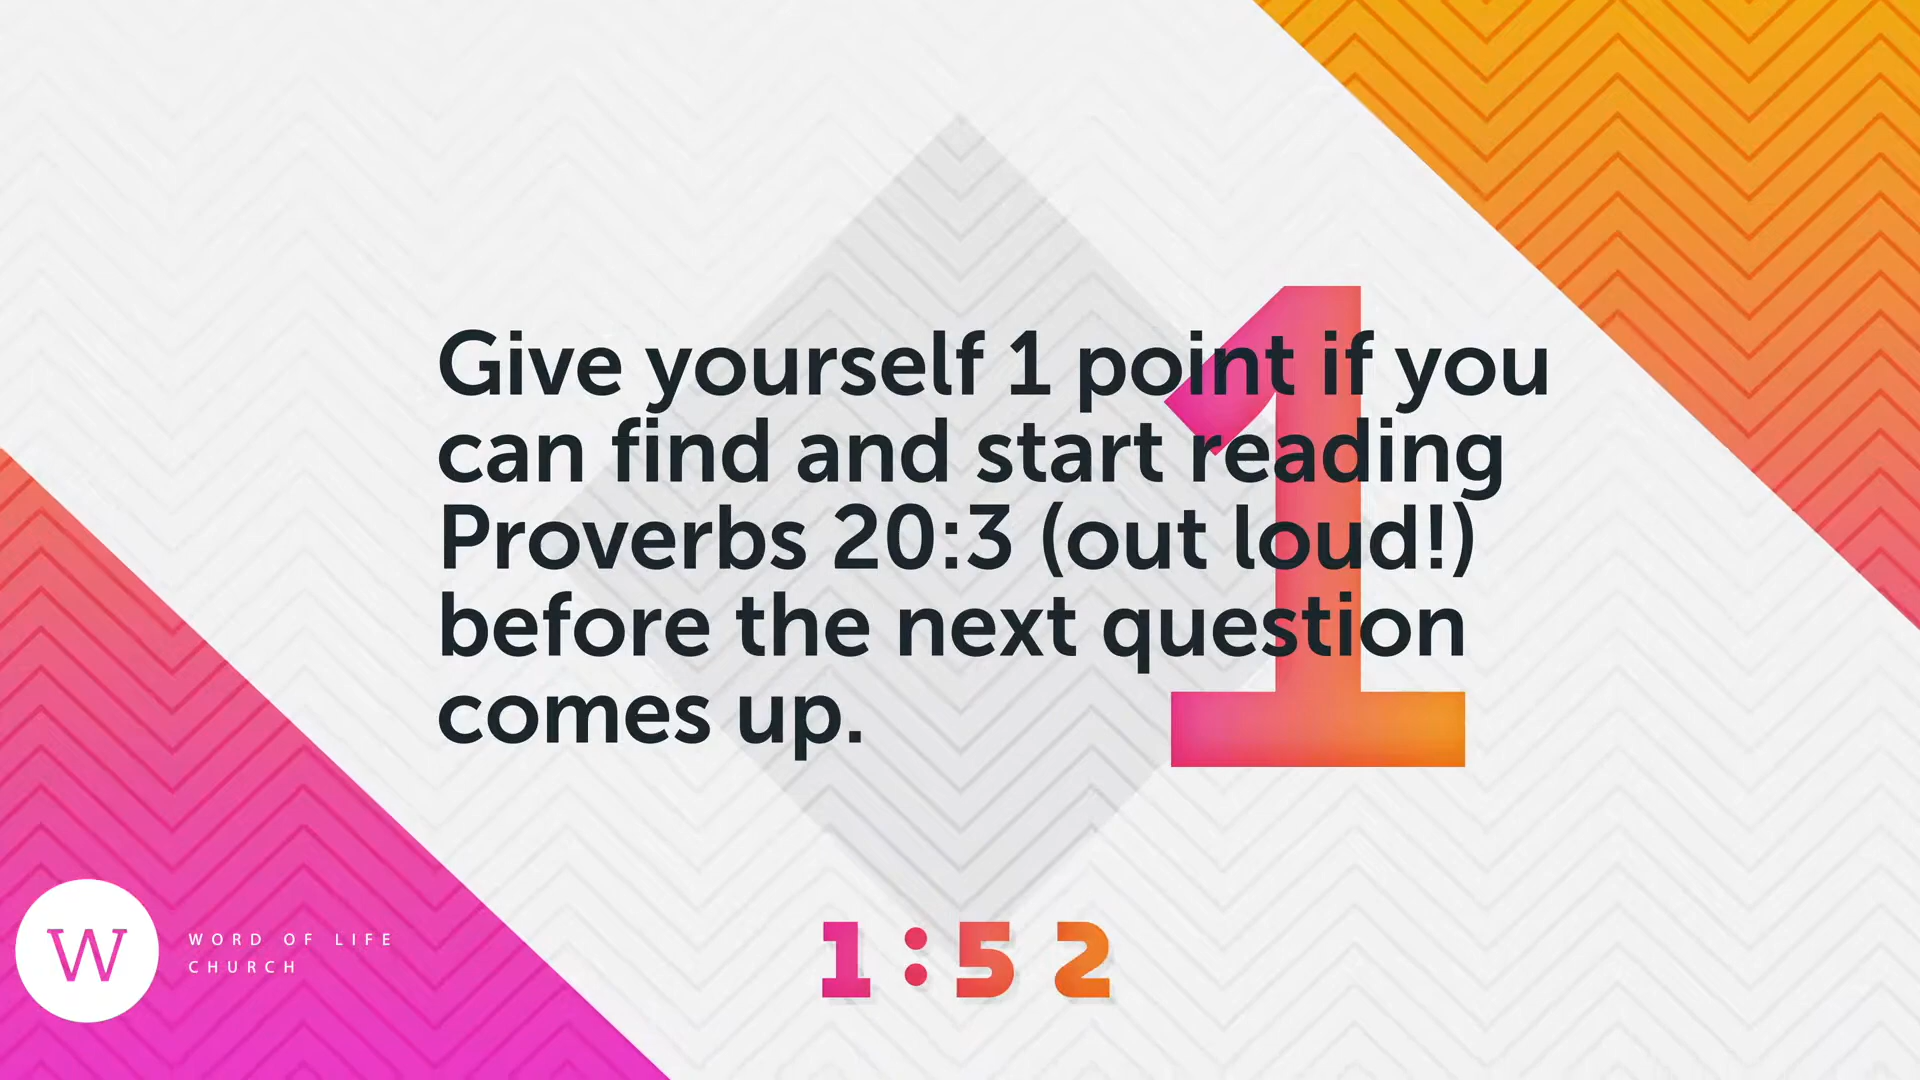 Give yourself 1 point if you
can find and start reading
Proverbs 20:3 (out loud!)
before the next question
comes up.
1
1:52
W
WORD OF LIFE
CHURCH